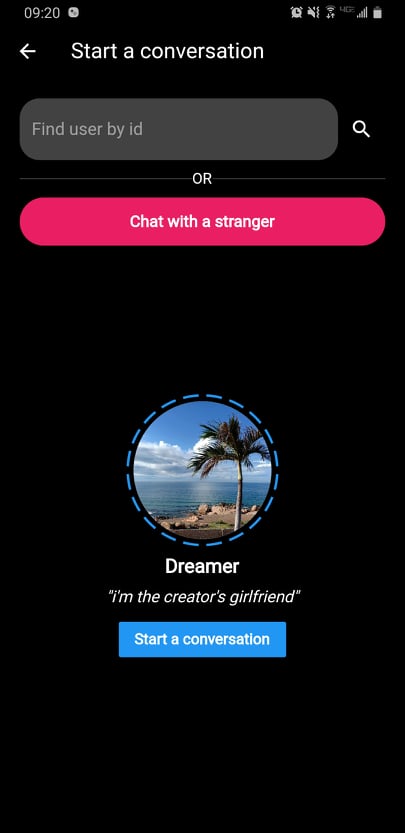 09:20
Start a conversation
Find user by id
OR
Chat with a stranger
Dreamer
"i'm the creator's girlfriend"
Start a conversation